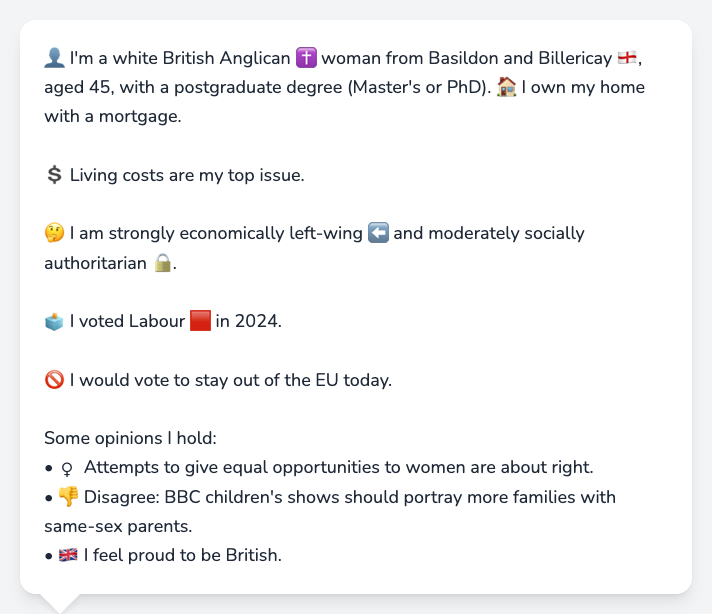 👤 I'm a white British Anglican ✝️ woman from Basildon and Billericay 🏴󠁧󠁢󠁥󠁮󠁧󠁿,
aged 45, with a postgraduate degree (Master's or PhD). 🏠 I own my home
with a mortgage.
💲 Living costs are my top issue.
🤔 I am strongly economically left-wing ⬅️ and moderately socially
authoritarian 🔒.
🗳️ I voted Labour 🟥 in 2024.
🚫 I would vote to stay out of the EU today.
Some opinions I hold:
• ♀ Attempts to give equal opportunities to women are about right.
• 👎 Disagree: BBC children's shows should portray more families with
same-sex parents.
• 🇬🇧 I feel proud to be British.